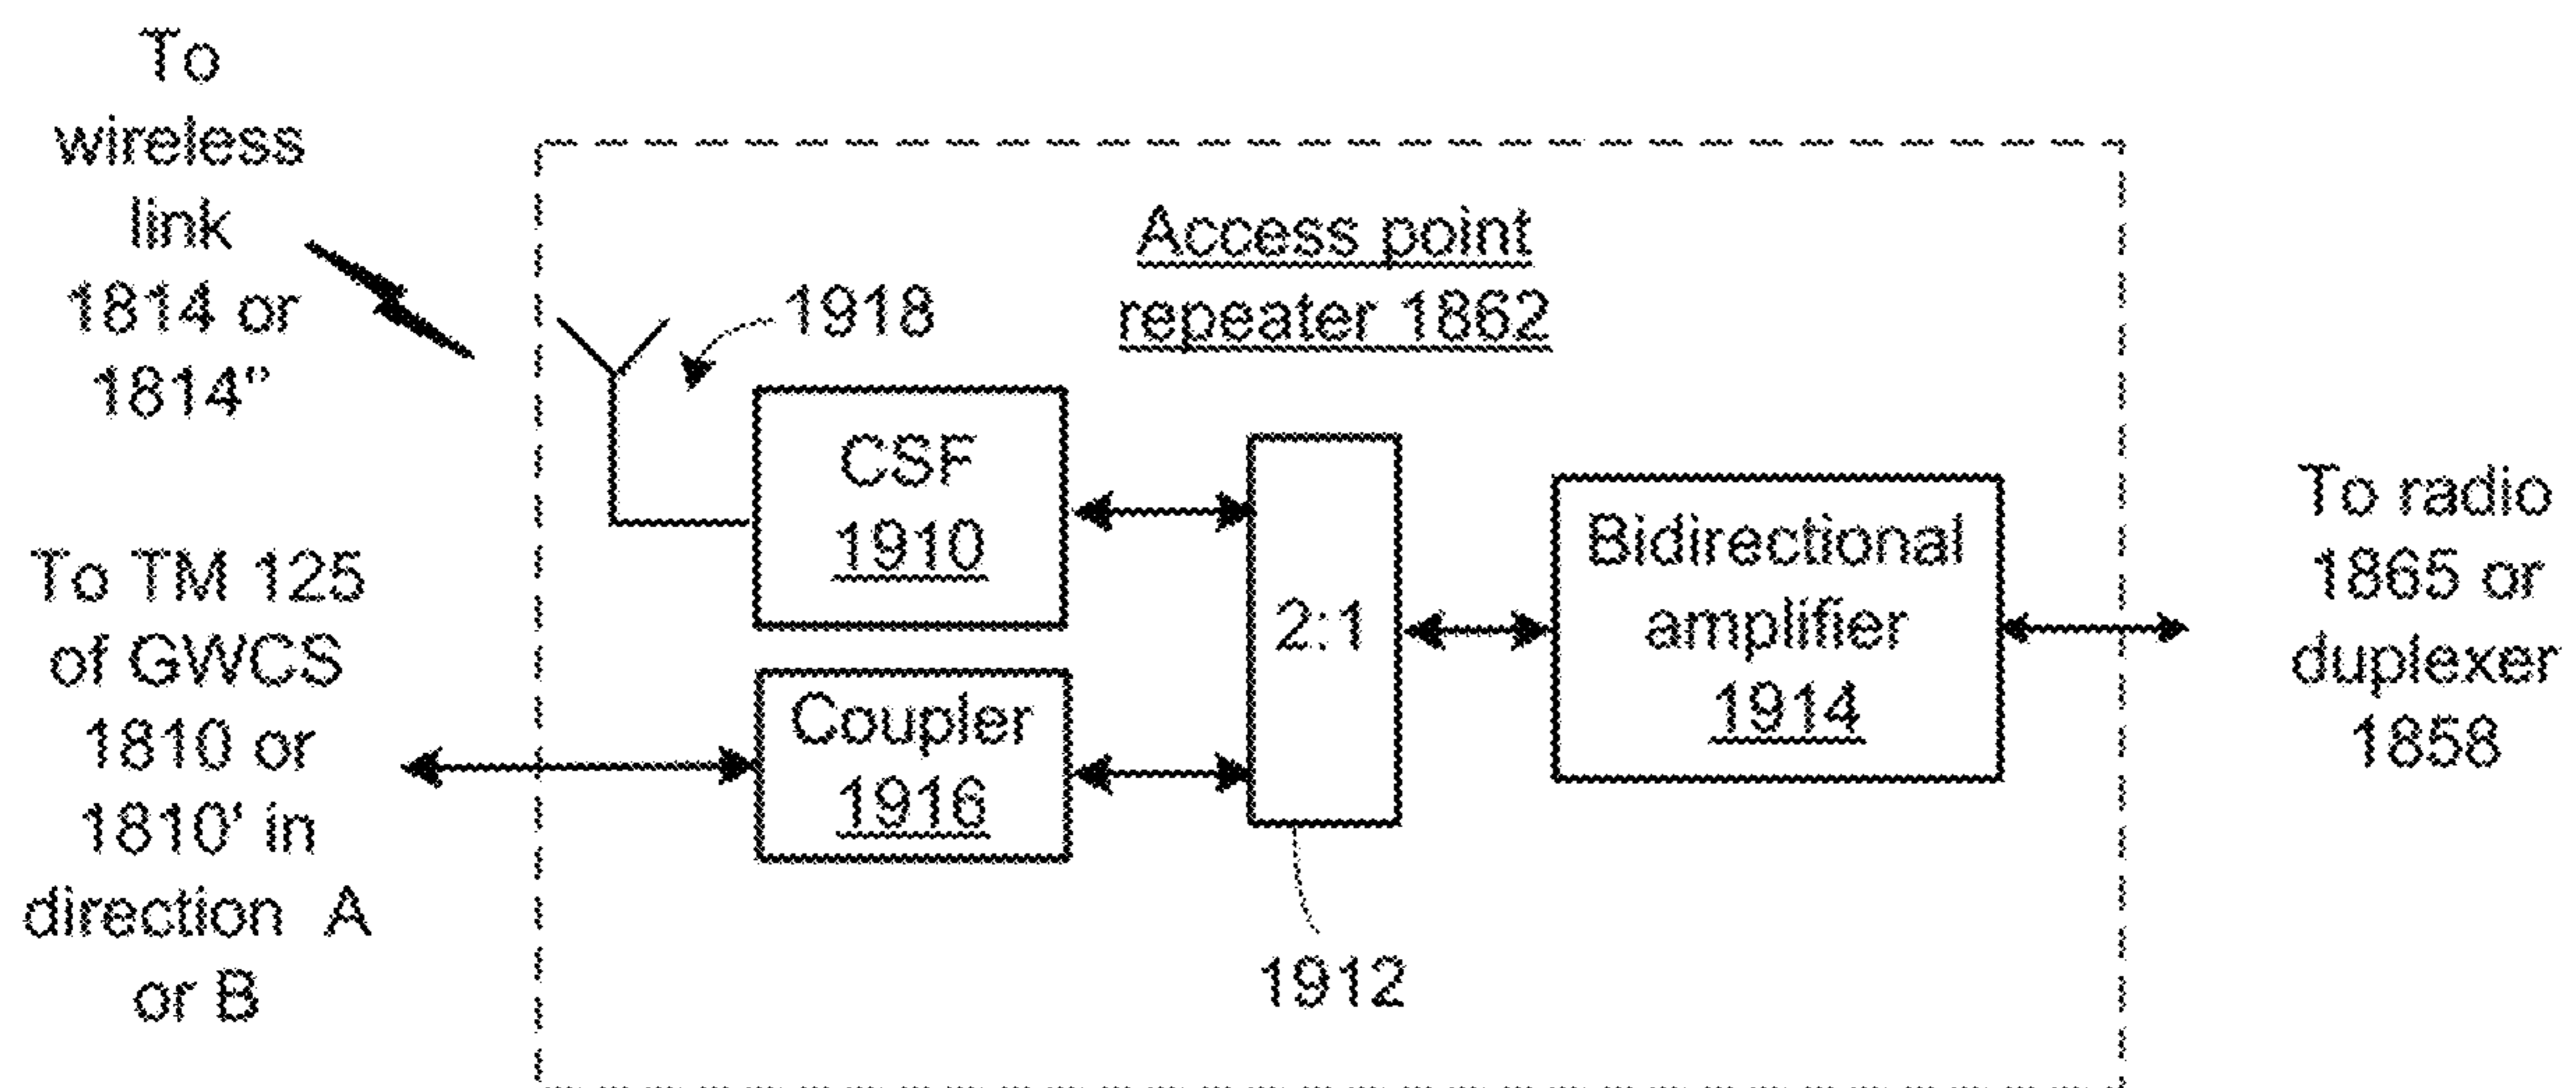 To
wireless
link
1814 or
1814"
To TM 125
of GWCS
1810 or
1810' in
direction A
or B
Access point
repeater 1862
1918
CSF
1910
Coupler
1916
2:1
1912
Bidirectional
amplifier
1914
To radio
1865 or
duplexer
1858